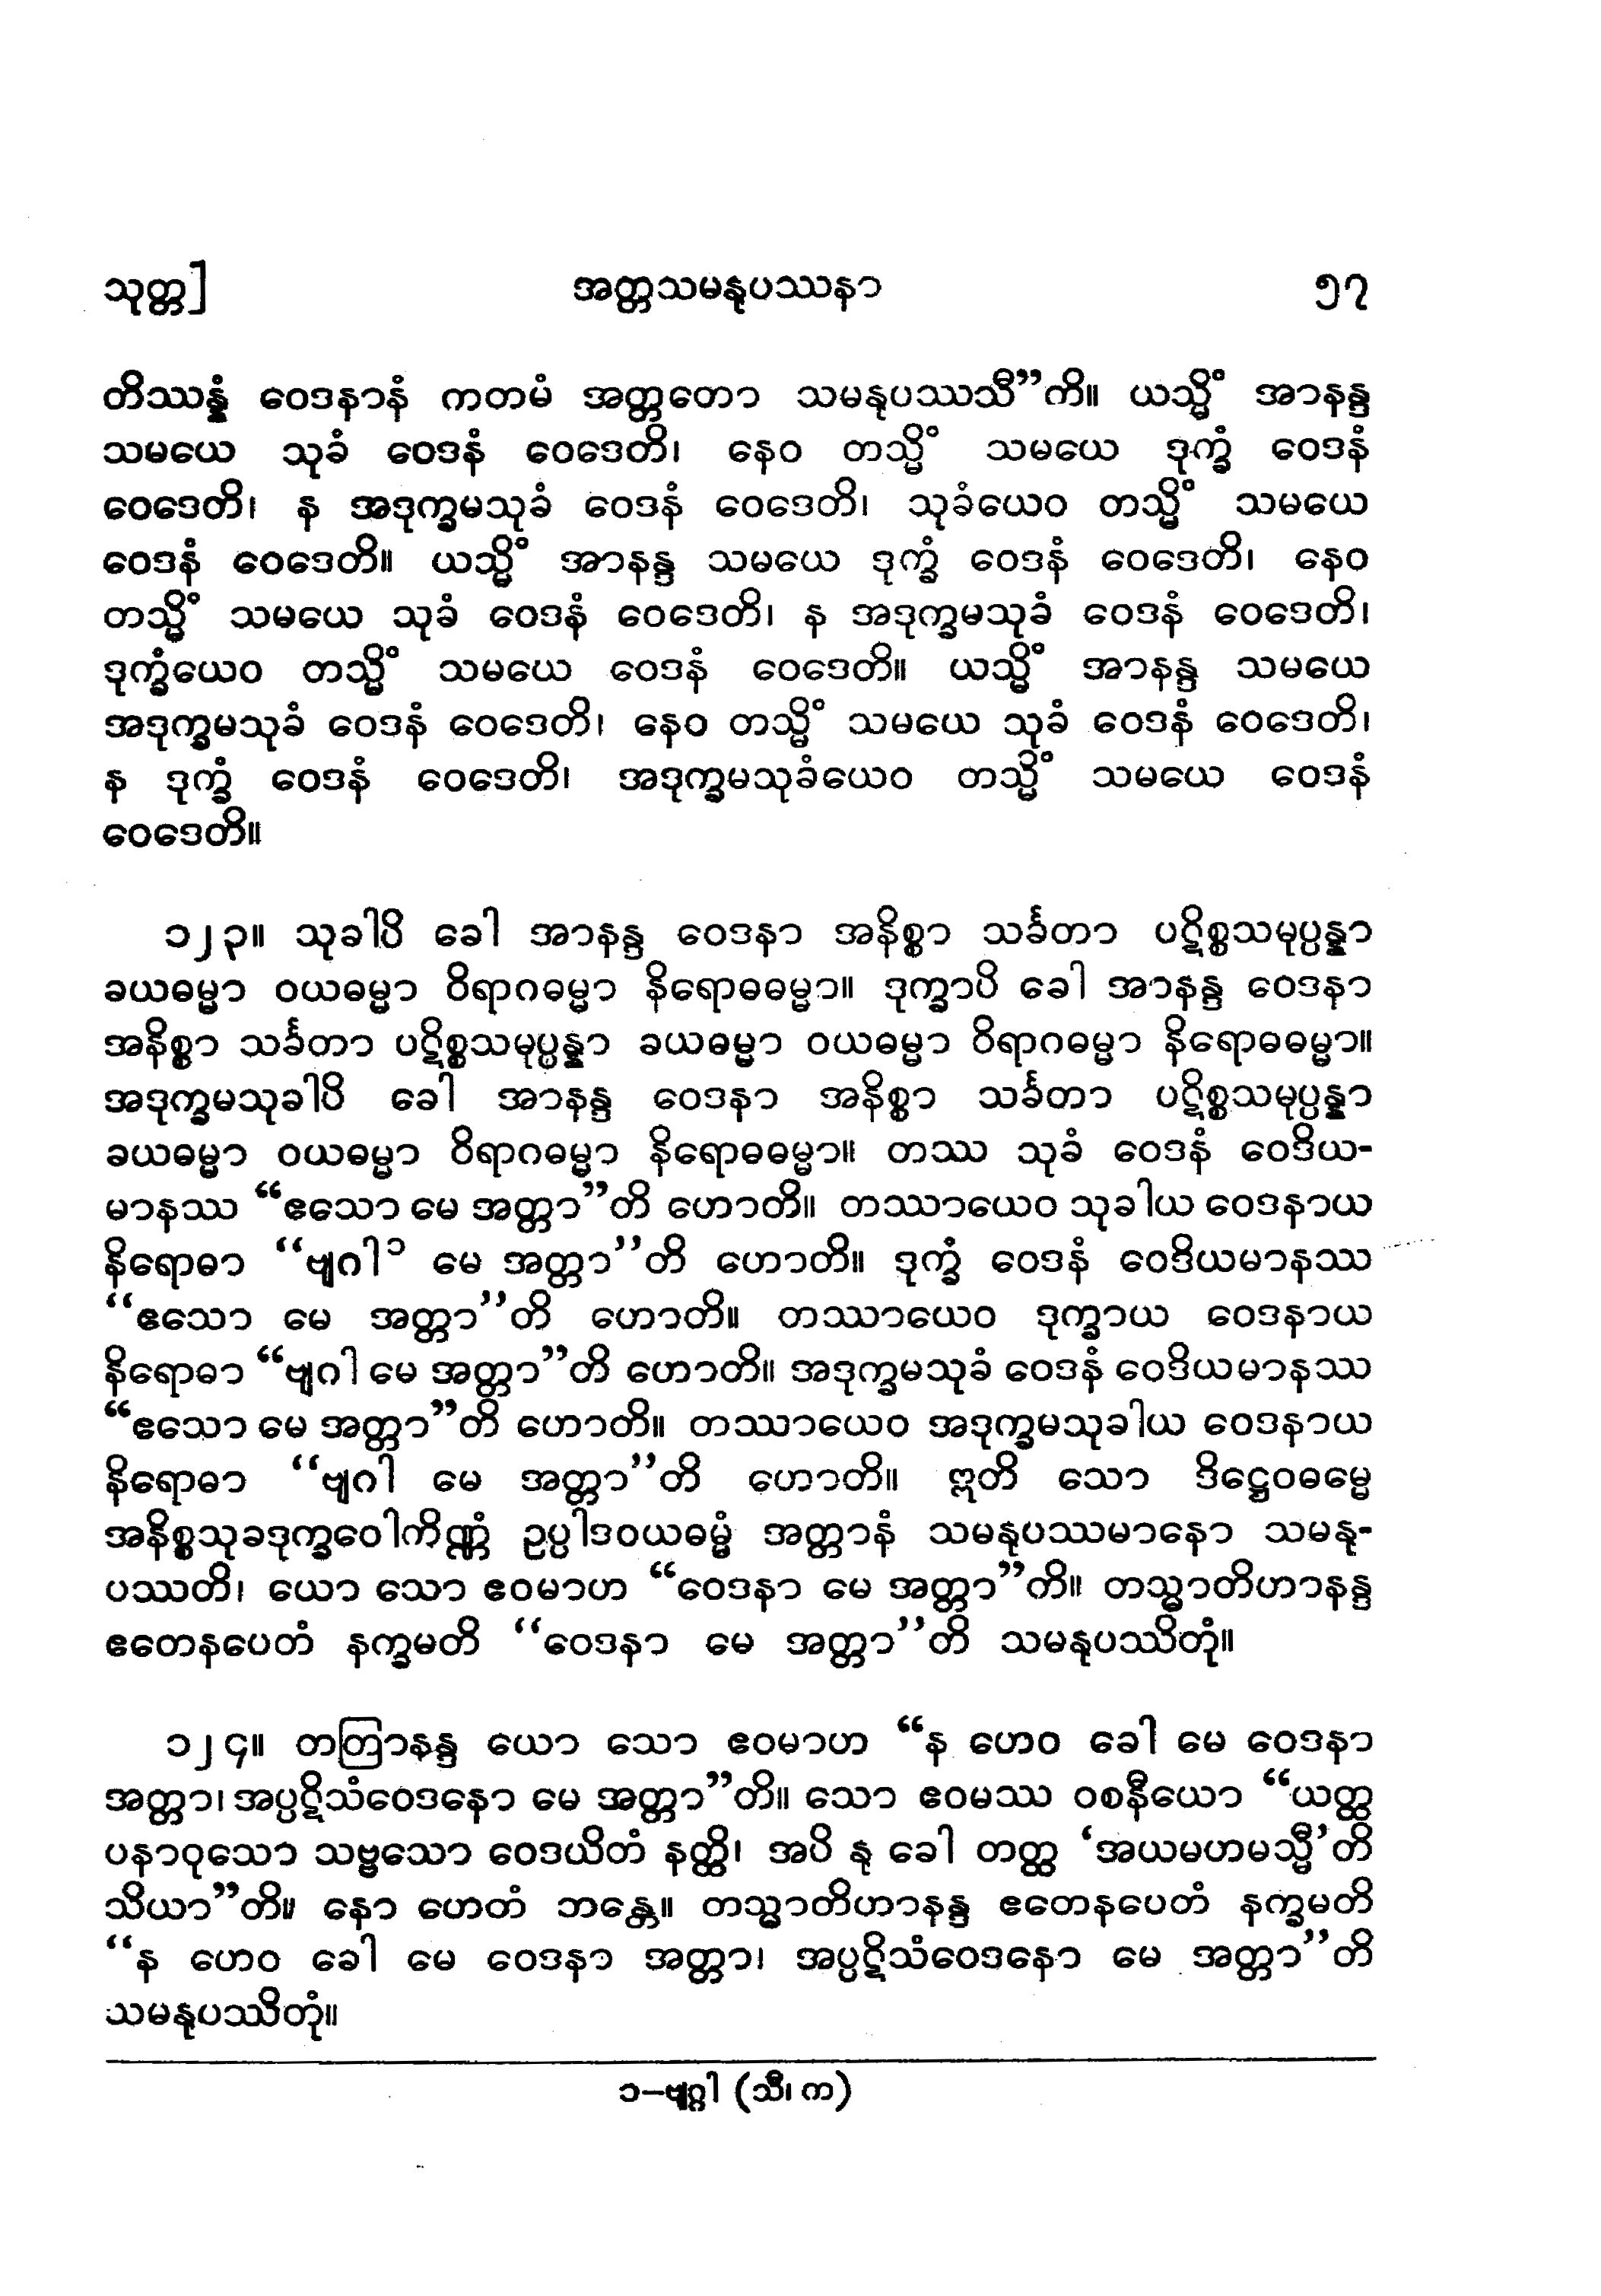 သုတ္တ]
အတ္တသမနုပဿနာ
၅၇
တိဿန္နံ ဝေဒနာနံ ကတမံ အတ္တတော သမနုပဿသီ”ကိ။ ယသ္မိံ အာနန္ဒ
သမယေ သုခံ ဝေဒနံ ဝေဒေတိ၊ နေဝ တသ္မိံ သမယေ ဒုက္ခံ ဝေဒနံ
ဝေဒေတိ၊ န အဒုက္ခမသုခံ ဝေဒနံ ဝေဒေတိ၊ သုခံယေဝ တသ္မိံ သမယေ
ဝေဒနံ ဝေဒေတိ။ ယသ္မိံ အာနန္ဒ သမယေ ဒုက္ခံ ဝေဒနံ ဝေဒေတိ၊ နေဝ
တသ္မိံ သမယေ သုခံ ဝေဒနံ ဝေဒေတိ၊ န အဒုက္ခမသုခံ ဝေဒနံ ဝေဒေတိ၊
ဒုက္ခံယေဝ တသ္မိံ သမယေ ဝေဒနံ ဝေဒေတိ။ ယသ္မိံ အာနန္ဒ သမယေ
အဒုက္ခမသုခံ ဝေဒနံ ဝေဒေတိ၊ နေဝ တသ္မိံ သမယေ သုခံ ဝေဒနံ ဝေဒေတိ၊
န ဒုက္ခံ ဝေဒနံ ဝေဒေတိ၊ အဒုက္ခမသုခံယေဝ တသ္မိံ သမယေ ဝေဒနံ
ဝေဒေတိ။
၁၂၃။ သုခါပိ ခေါ အာနန္ဒ ဝေဒနာ အနိစ္စာ သင်္ခတာ ပဋိစ္စသမုပ္ပန္နာ
ခယဓမ္မာ ဝယဓမ္မာ ဝိရာဂဓမ္မာ နိရောဓဓမ္မာ။ ဒုက္ခာပိ ခေါ အာနန္ဒ ဝေဒနာ
အနိစ္စာ သင်္ခတာ ပဋိစ္စသမုပ္ပန္နာ ခယဓမ္မာ ဝယဓမ္မာ ဝိရာဂဓမ္မာ နိရောဓဓမ္မာ။
အဒုက္ခမသုခါပိ ခေါ အာနန္ဒ ဝေဒနာ အနိစ္စာ သင်္ခတာ ပဋိစ္စသမုပ္ပန္နာ
ခယဓမ္မာ ဝယဓမ္မာ ဝိရာဂဓမ္မာ နိရောဓဓမ္မာ။ တဿ သုခံ ဝေဒနံ ဝေဒိယ-
မာနဿ “ဧသော မေ အတ္တာ”တိ ဟောတိ။ တဿာယေဝ သုခါယ ဝေဒနာယ
နိရောဓာ “ဗျဂါ၁ မေ အတ္တာ”တိ ဟောတိ။ ဒုက္ခံ ဝေဒနံ ဝေဒိယမာနဿ
“ဧသော မေ အတ္တာ”တိ ဟောတိ။ တဿာယေဝ ဒုက္ခာယ ဝေဒနာယ
နိရောဓာ “ဗျဂါ မေ အတ္တာ”တိ ဟောတိ။ အဒုက္ခမသုခံ ဝေဒနံ ဝေဒိယမာနဿ
“ဧသော မေ အတ္တာ”တိ ဟောတိ။ တဿာယေဝ အဒုက္ခမသုခါယ ဝေဒနာယ
နိရောဓာ “ဗျဂါ မေ အတ္တာ”တိ ဟောတိ။ ဣတိ သော ဒိဋ္ဌေဝဓမ္မေ
အနိစ္စသုခဒုက္ခဝေါကိဏ္ဏံ ဥပ္ပါဒဝယဓမ္မံ အတ္တာနံ သမနုပဿမာနော သမနု-
ပဿတိ၊ ယော သော ဧဝမာဟ “ဝေဒနာ မေ အတ္တာ”ကိ။ တသ္မာတိဟာနန္ဒ
ဧတေနပေတံ နက္ခမတိ “ဝေဒနာ မေ အတ္တာ”တိ သမနုပဿိတုံ။
၁၂၄။ တတြာနန္ဒ ယော သော ဧဝမာဟ “န ဟေဝ ခေါ မေ ဝေဒနာ
အတ္တာ၊ အပ္ပဋိသံဝေဒနော မေ အတ္တာ”တိ။ သော ဧဝမဿ ဝစနီယော “ယတ္ထ
ပနာဝုသော သဗ္ဗသော ဝေဒယိတံ နတ္ထိ၊ အပိ နု ခေါ တတ္ထ ‘အယမဟမသ္မီ’တိ
သိယာ”တိ။ နော ဟေတံ ဘန္တေ။ တသ္မာတိဟာနန္ဒ ဧတေနပေတံ နက္ခမတိ
“န ဟေဝ ခေါ မေ ဝေဒနာ အတ္တာ၊ အပ္ပဋိသံဝေဒနော မေ အတ္တာ”တိ
သမနုပဿိတုံ။
၁–ဗျဂ္ဂါ (သီ၊ က)